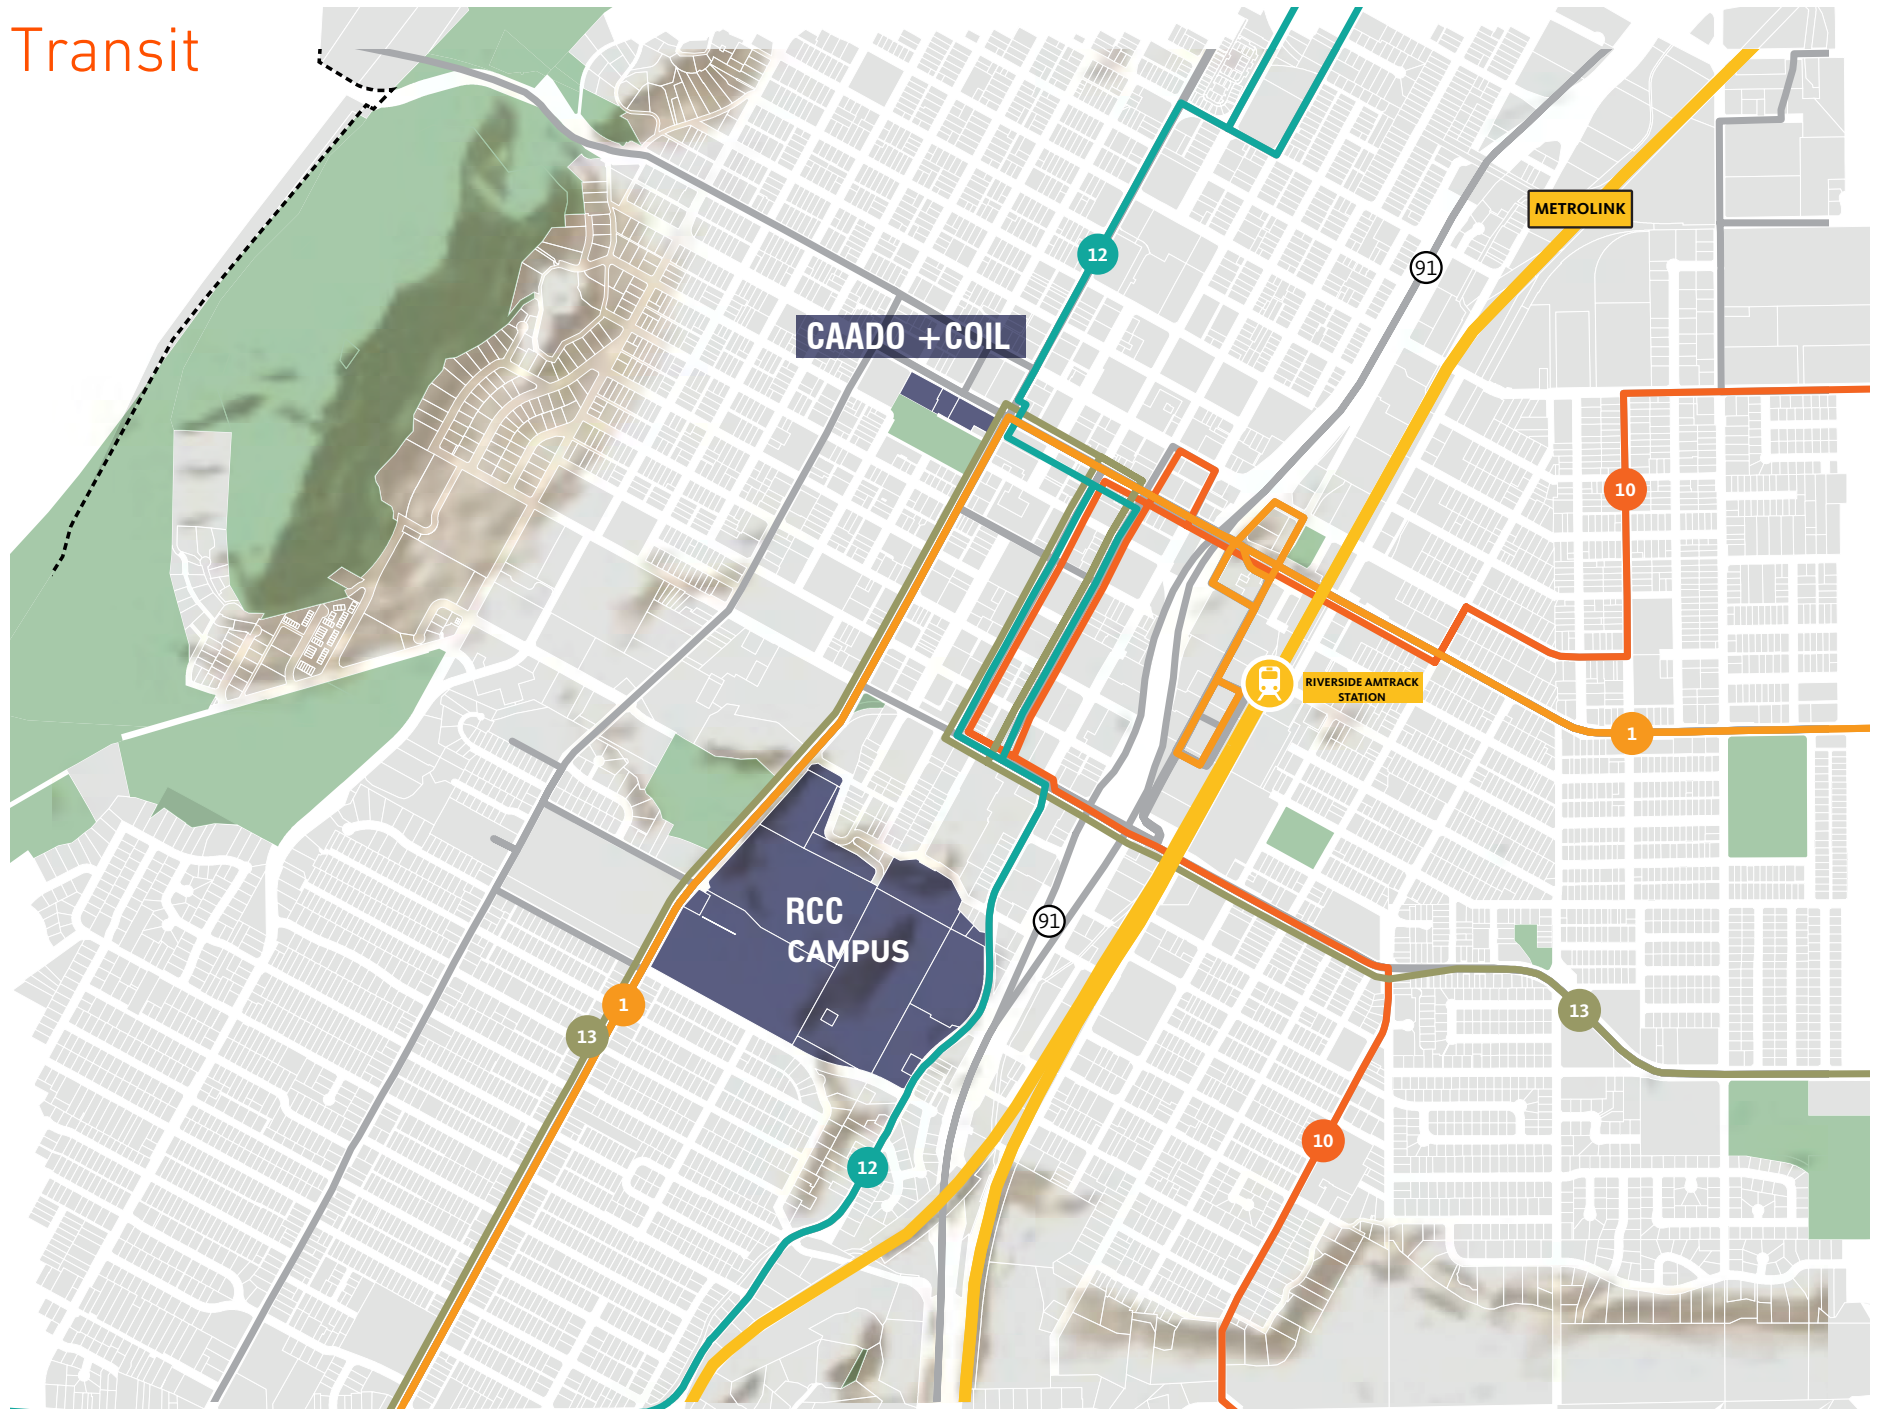 Transit
METROLINK
12
91
CAADO +COIL
10
RIVERSIDE AMTRACK
STATION
1
RCC
CAMPUS
91
1
13
13
10
12